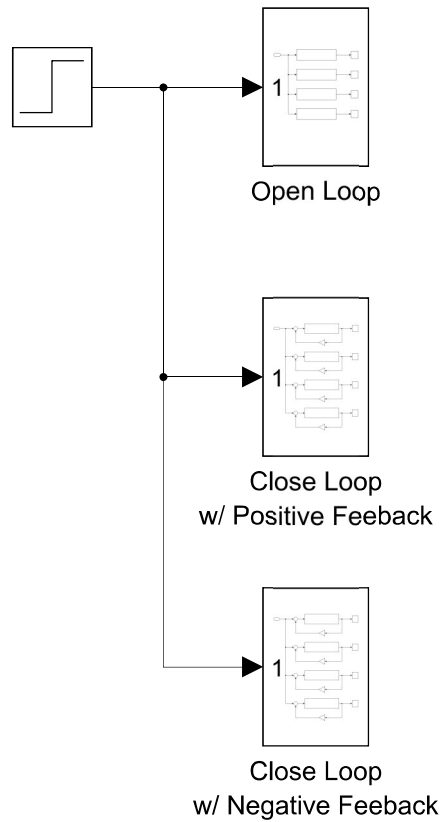 1
Open Loop
1
Close Loop
w/ Positive Feeback
1
Close Loop
w/ Negative Feeback